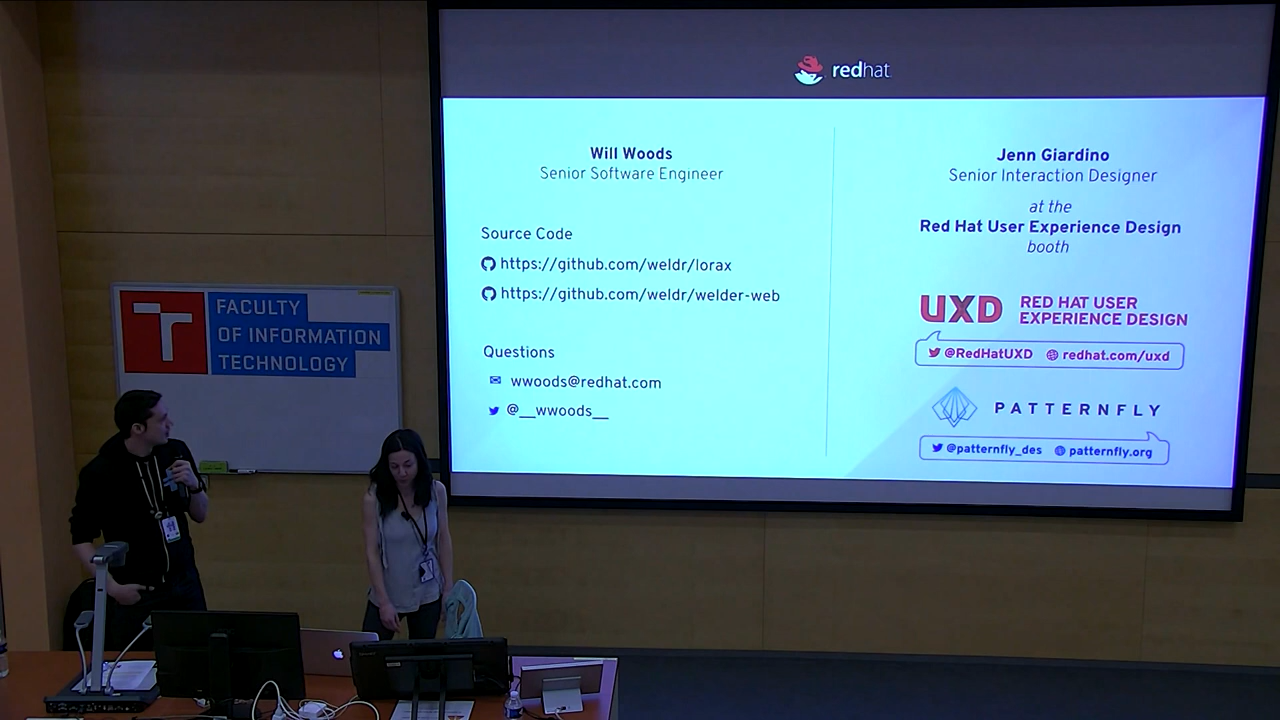 redhat
Will Woods
Senior Software Engineer
Source Code
https://github.com/weldr/lorax
https://github.com/weldr/welder-web
Questions
wwoods@redhat.com
@__wwoods__
Jenn Giardino
Senior Interaction Designer
at the
Red Hat User Experience Design
booth
UXD
RED HAT USER
EXPERIENCE DESIGN
@RedHatUXD redhat.com/uxd
PATTERNFLY
@patternfly_des patternfly.org
T
FACULTY
OF INFORMATION
TECHNOLOGY